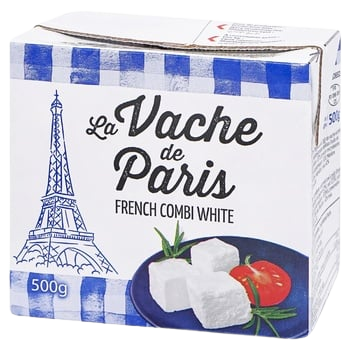 La Vache
de
Paris
FRENCH COMBI WHITE
500g
500g